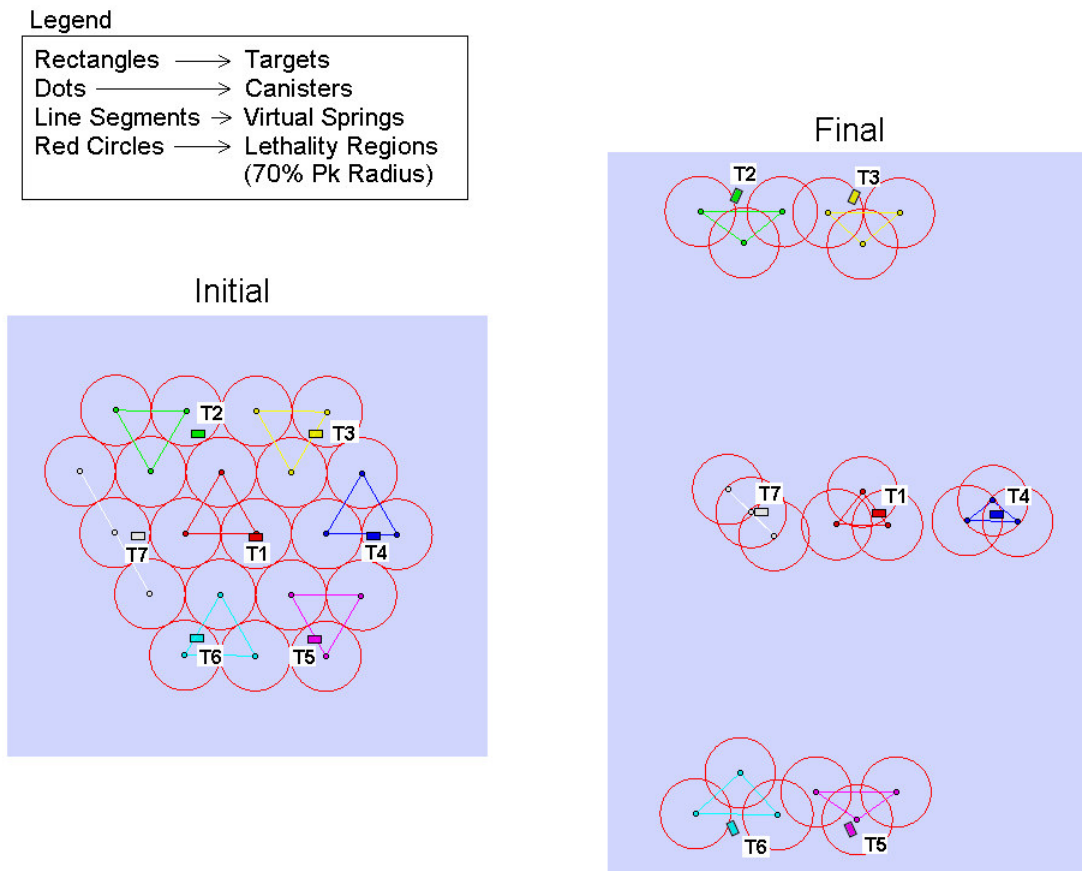 Legend
Rectangles Targets
Dots Canisters
Line Segments Virtual Springs
Red Circles Lethality Regions
(70% Pk Radius)
Initial
T2
T3
T7
T1
T4
T6
T5
Final
T2
T3
T7
T1
T4
T6
T5